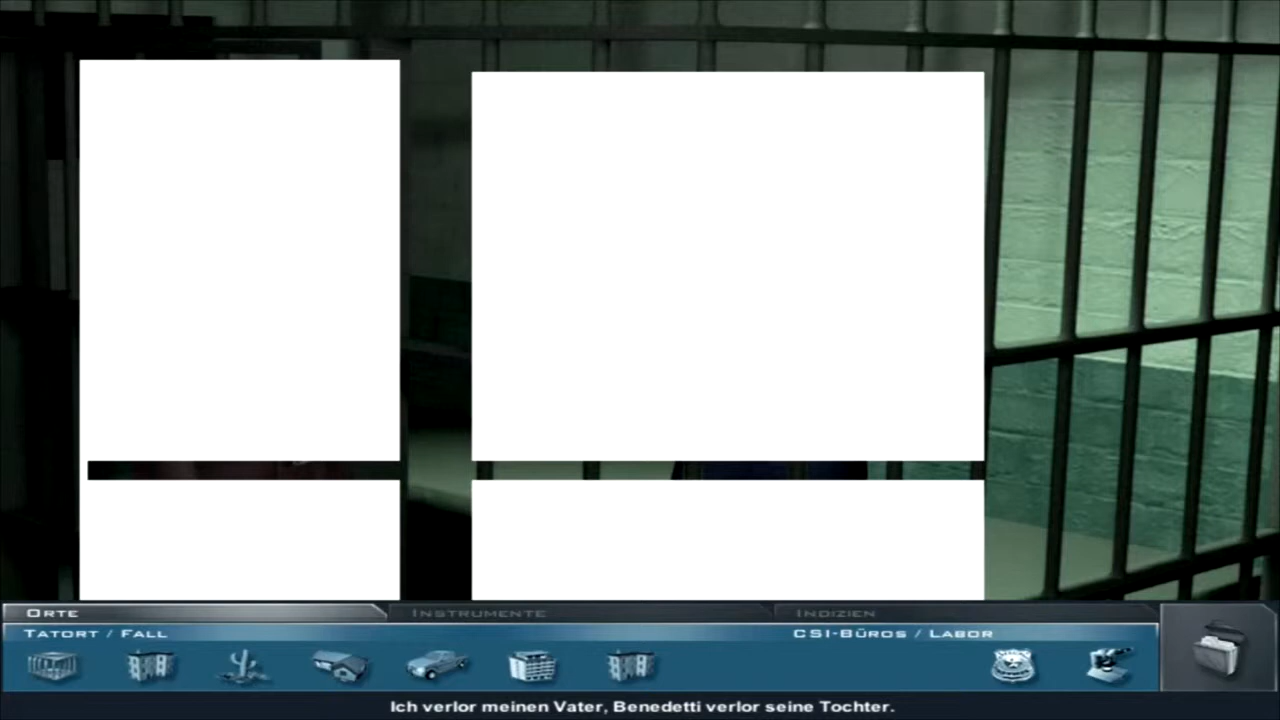 Orte
Instrumente
Indizien
Tatort / Fall
CSI-Büros / Labor
Ich verlor meinen Vater, Benedetti verlor seine Tochter.